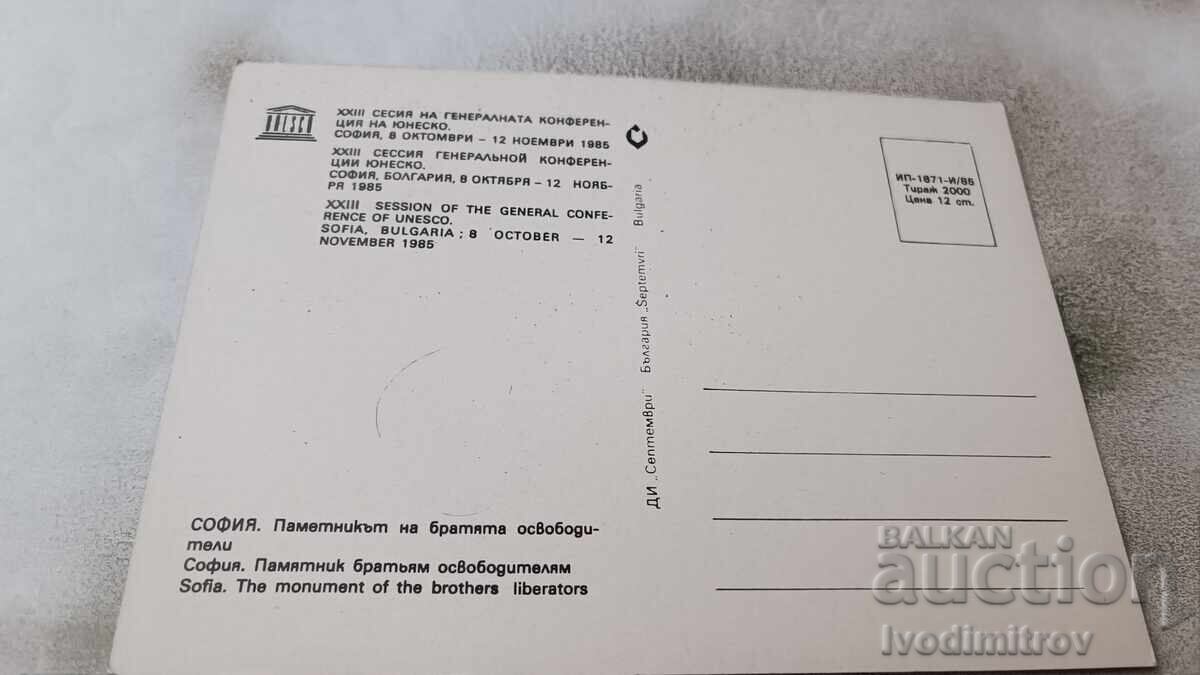 UNESCO
XXIII СЕСИЯ НА ГЕНЕРАЛНАТА КОНФЕРЕН-
ЦИЯ НА ЮНЕСКО.
СОФИЯ, 8 ОКТОМВРИ – 12 НОЕМВРИ 1985
XXIII СЕССИЯ ГЕНЕРАЛЬНОЙ КОНФЕРЕН-
ЦИИ ЮНЕСКО.
СОФИЯ, БОЛГАРИЯ, 8 ОКТЯБРЯ – 12 НОЯБ-
РЯ 1985
XXIII SESSION OF THE GENERAL CONFE-
RENCE OF UNESCO.
SOFIA, BULGARIA; 8 OCTOBER — 12
NOVEMBER 1985
СОФИЯ. Паметникът на братята освободи-
тели
София. Памятник братьям освободителям
Sofia. The monument of the brothers liberators
ДИ „Септември" България „Septemvri" Bulgaria
ИП-1871-И/85
Тираж 2000
Цена 12 ст.
BALKAN
auction
Ivodimitrov